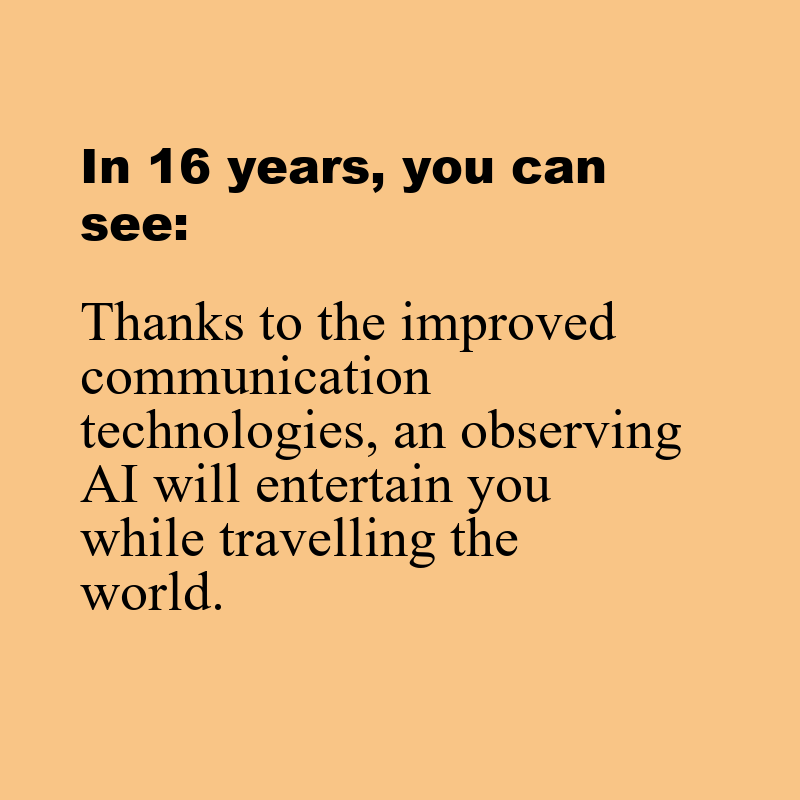 In 16 years, you can
see:
Thanks to the improved
communication
technologies, an observing
AI will entertain you
while travelling the
world.